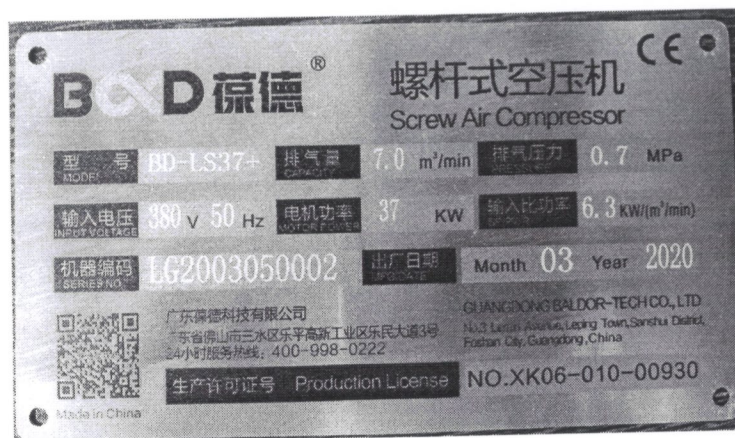 BD葆德®
螺杆式空压机
CE
Screw Air Compressor
型号 BD-LS37+ 排气量 7.0 m³/min 排气压力 0.7 MPa
MODEL CAPACITY
输入电压 380 V 50 Hz 电机功率 37 KW 输入比功率 6.3 KW/(m³/min)
INPUT VOLTAGE MOTOR POWER
机器编码 LG2003050002 出厂日期 Month 03 Year 2020
SERIES NO.
广东葆德科技有限公司
广东省佛山市三水区乐平高新工业区乐民大道3号
24小时服务热线：400-998-0222
GUANGDONG BALDOR-TECH CO., LTD
No.3 Lemin Avenue, Leping Town, Sanshui District,
Foshan City, Guangdong, China
生产许可证号 Production License NO.XK06-010-00930
Made in China